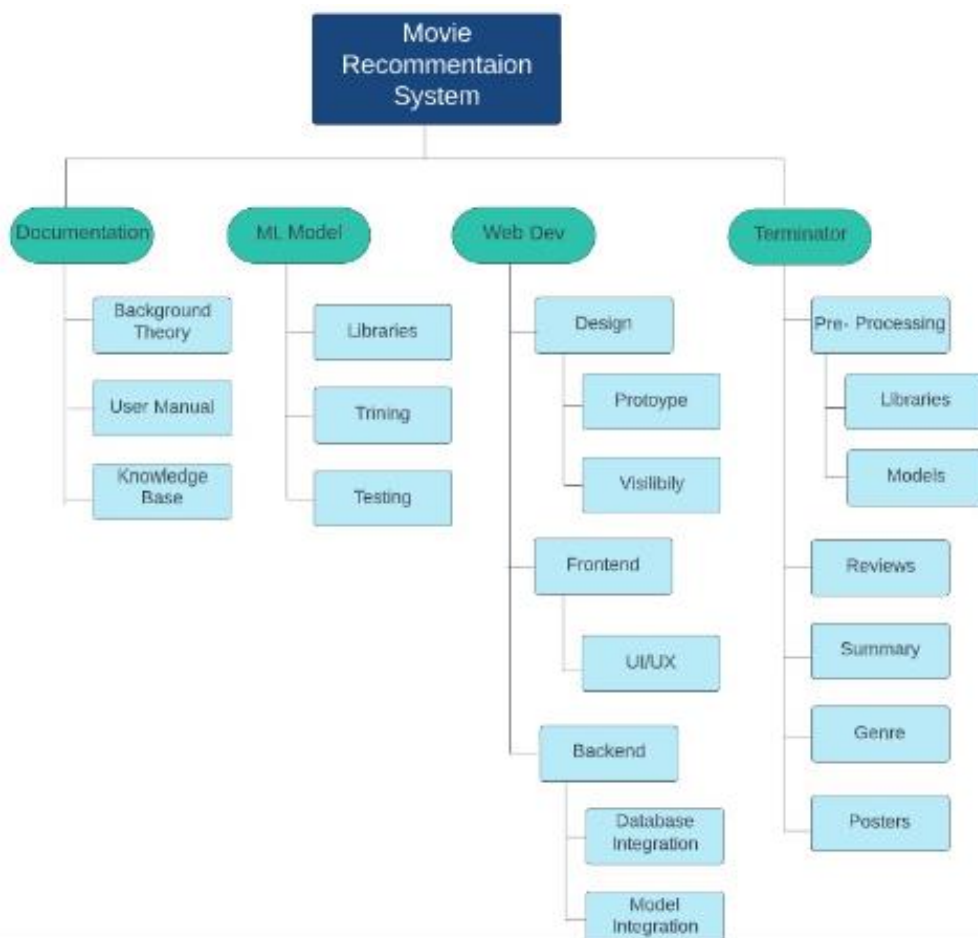 Movie
Recommentaion
System
Documentation
ML Model
Web Dev
Terminator
Background
Theory
User Manual
Knowledge
Base
Libraries
Trining
Testing
Design
Protoype
Visilibily
Frontend
UI/UX
Backend
Database
Integration
Model
Integration
Pre- Processing
Libraries
Models
Reviews
Summary
Genre
Posters